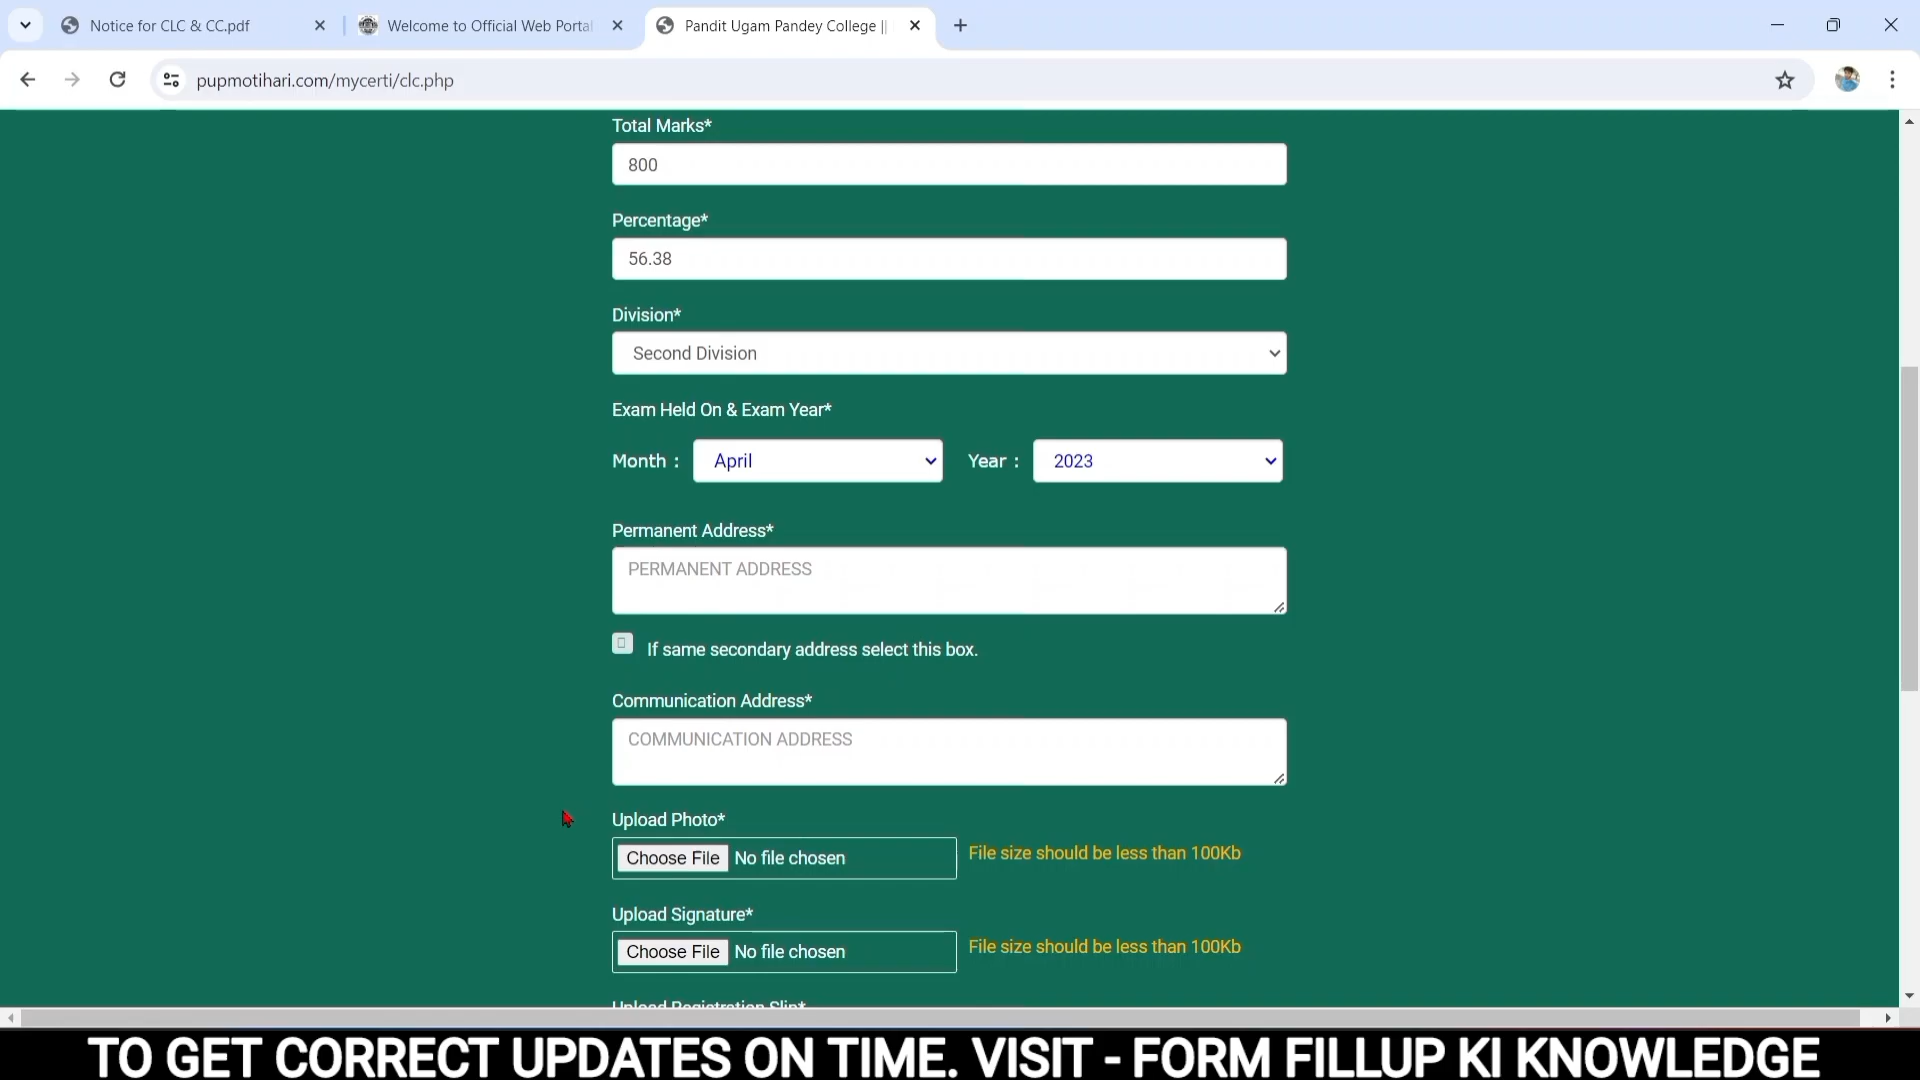 Notice for CLC & CC.pdf
Welcome to Official Web Portal
Pandit Ugam Pandey College ||
pupmotihari.com/mycerti/clc.php
Total Marks*
800
Percentage*
56.38
Division*
Second Division
Exam Held On & Exam Year*
Month : April Year : 2023
Permanent Address*
PERMANENT ADDRESS
If same secondary address select this box.
Communication Address*
COMMUNICATION ADDRESS
Upload Photo*
Choose File No file chosen File size should be less than 100Kb
Upload Signature*
Choose File No file chosen File size should be less than 100Kb
Upload Registration Slip*
TO GET CORRECT UPDATES ON TIME. VISIT - FORM FILLUP KI KNOWLEDGE